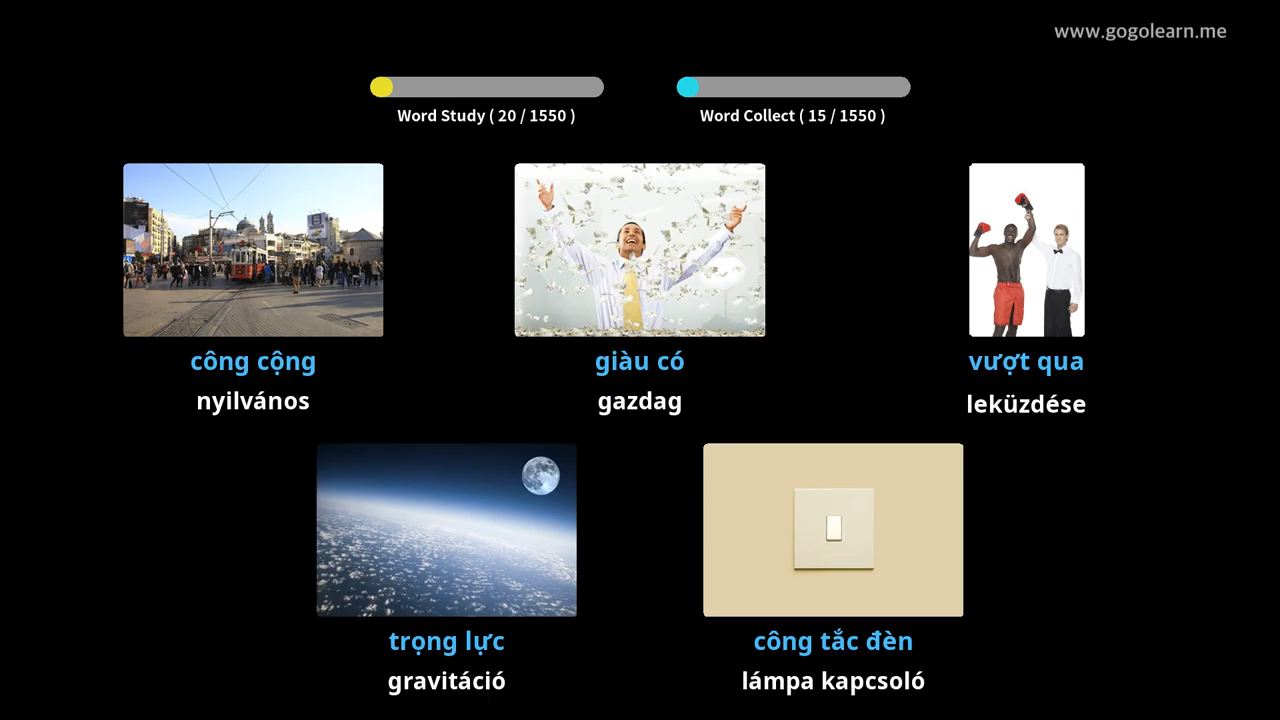 www.gogolearn.me
Word Study ( 20 / 1550 )
Word Collect ( 15 / 1550 )
công cộng
nyilvános
giàu có
gazdag
vượt qua
leküzdése
trọng lực
gravitáció
công tắc đèn
lámpa kapcsoló